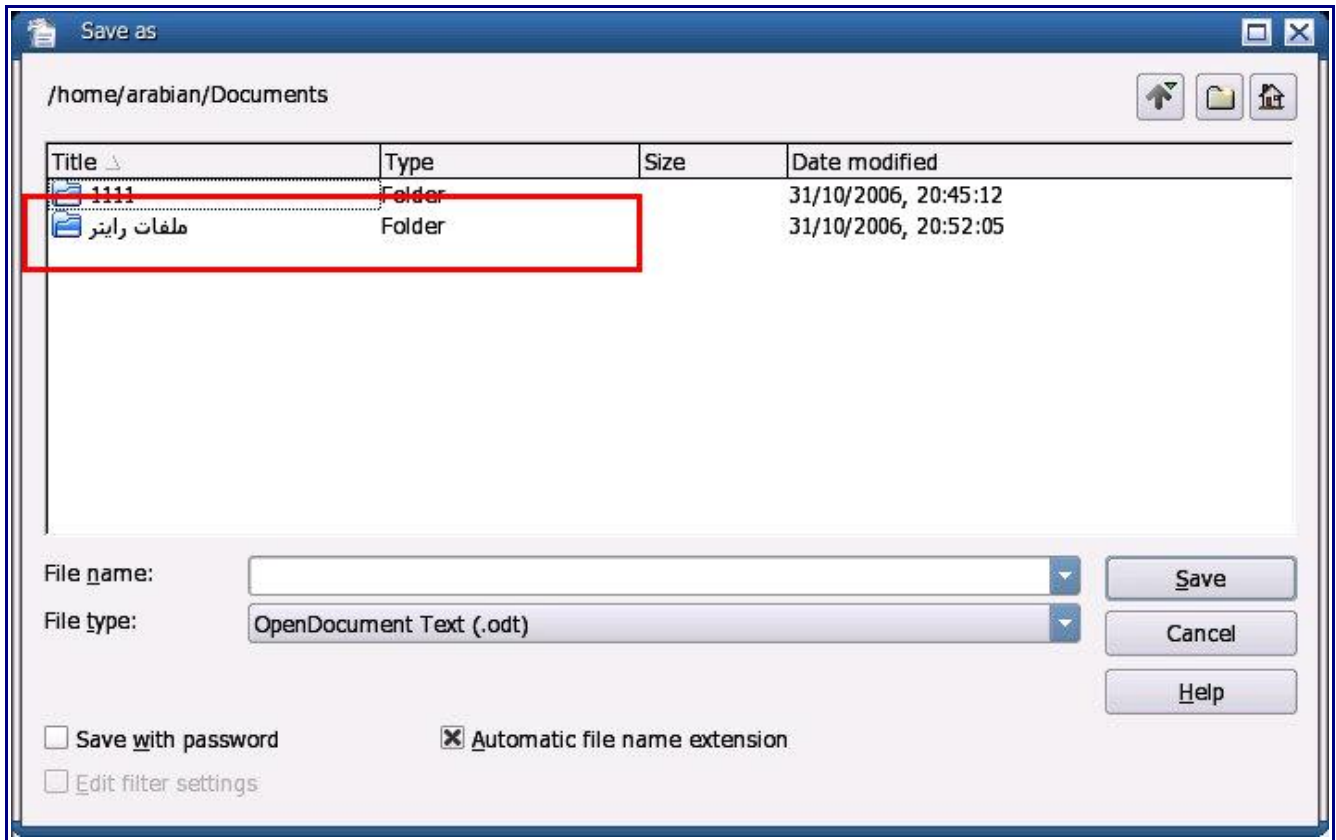 Save as
/home/arabian/Documents
Title Type Size Date modified
1111 Folder 31/10/2006, 20:45:12
ملفات رايتر Folder 31/10/2006, 20:52:05
File name:
Save
File type: OpenDocument Text (.odt)
Cancel
Help
Save with password Automatic file name extension
Edit filter settings